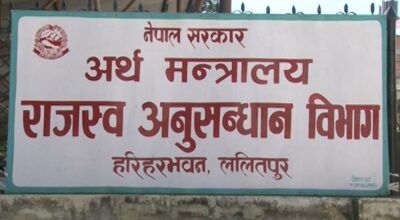 नेपाल सरकार
अर्थ मन्त्रालय
राजस्व अनुसन्धान विभाग
हरिहरभवन, ललितपुर